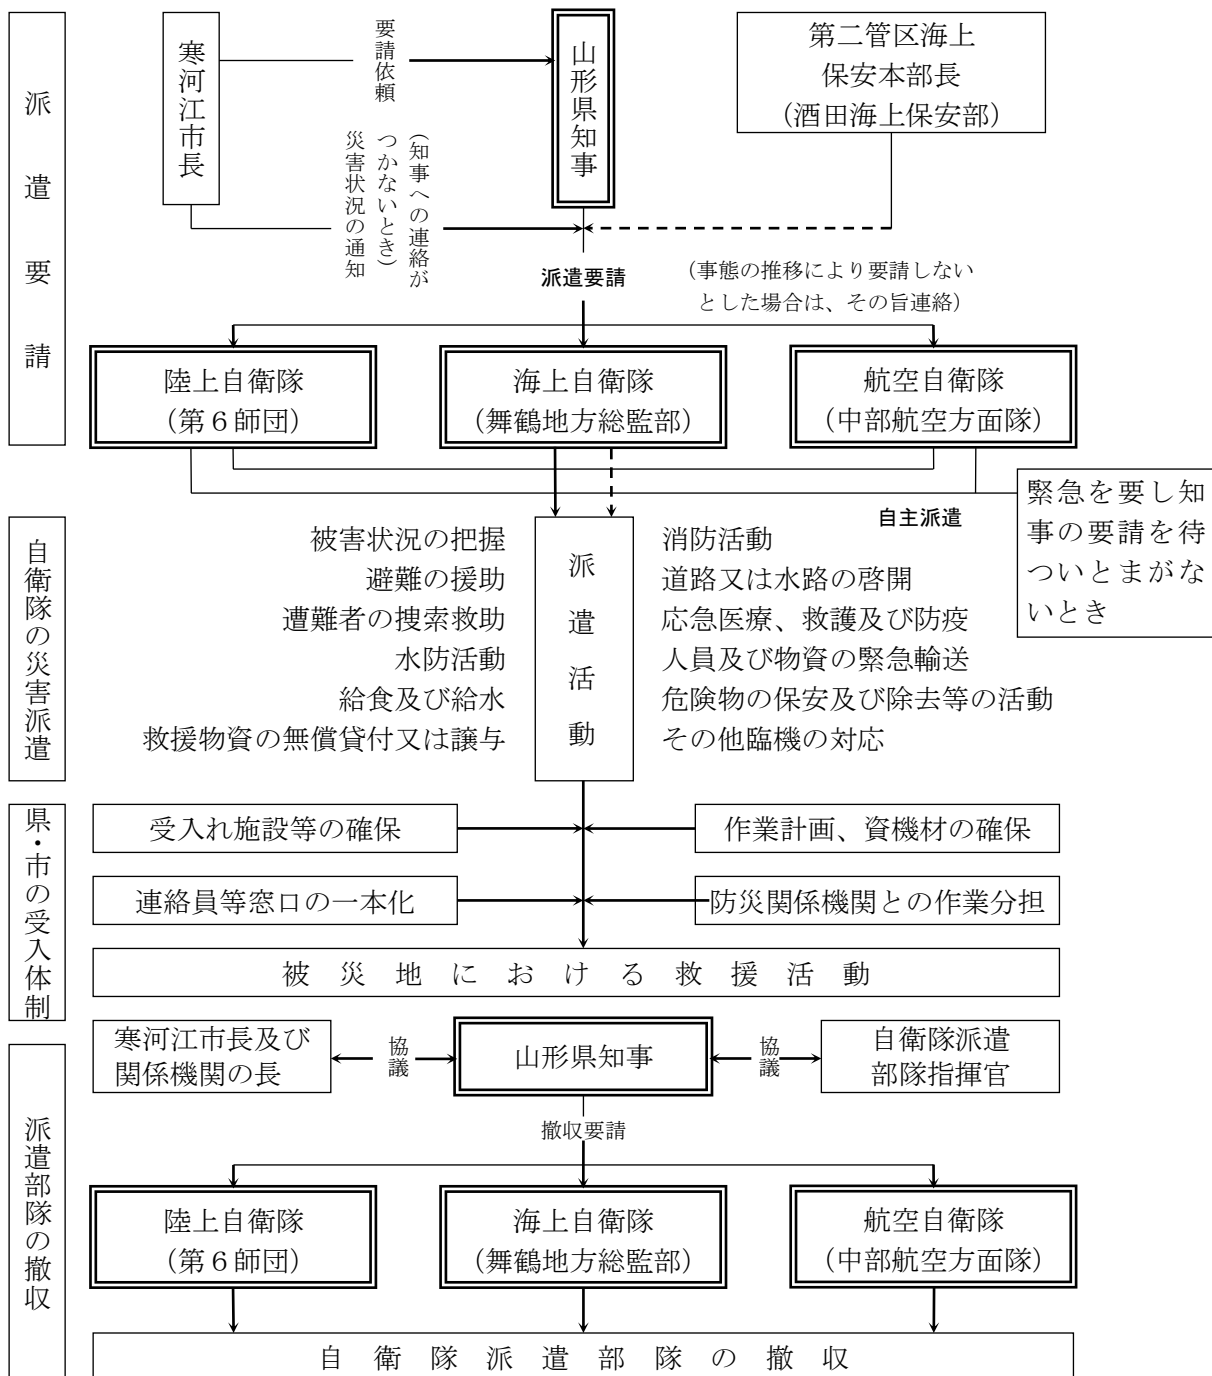 派遣要請
寒河江市長
要請依頼
山形県知事
第二管区海上
保安本部長
（酒田海上保安部）
（知事への連絡が
つかないとき）
災害状況の通知
派遣要請
（事態の推移により要請しない
とした場合は、その旨連絡）
陸上自衛隊
（第６師団）
海上自衛隊
（舞鶴地方総監部）
航空自衛隊
（中部航空方面隊）
自主派遣
緊急を要し知
事の要請を待
ついとまがな
いとき
自衛隊の災害派遣
被害状況の把握
避難の援助
遭難者の捜索救助
水防活動
給食及び給水
救援物資の無償貸付又は譲与
派遣活動
消防活動
道路又は水路の啓開
応急医療、救護及び防疫
人員及び物資の緊急輸送
危険物の保安及び除去等の活動
その他臨機の対応
県・市の受入体制
受入れ施設等の確保
作業計画、資機材の確保
連絡員等窓口の一本化
防災関係機関との作業分担
被災地における救援活動
派遣部隊の撤収
寒河江市長及び
関係機関の長
協議
山形県知事
協議
自衛隊派遣
部隊指揮官
撤収要請
陸上自衛隊
（第６師団）
海上自衛隊
（舞鶴地方総監部）
航空自衛隊
（中部航空方面隊）
自衛隊派遣部隊の撤収